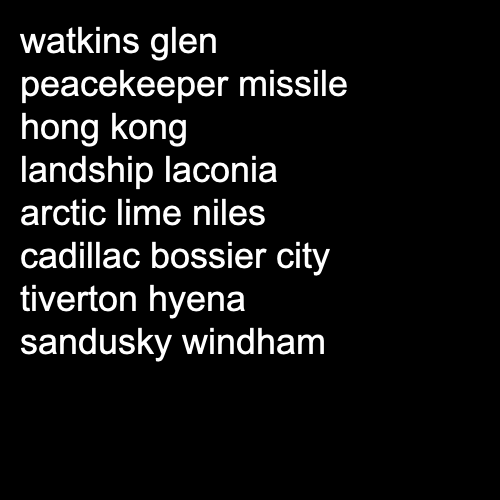 watkins glen
peacekeeper missile
hong kong
landship laconia
arctic lime niles
cadillac bossier city
tiverton hyena
sandusky windham